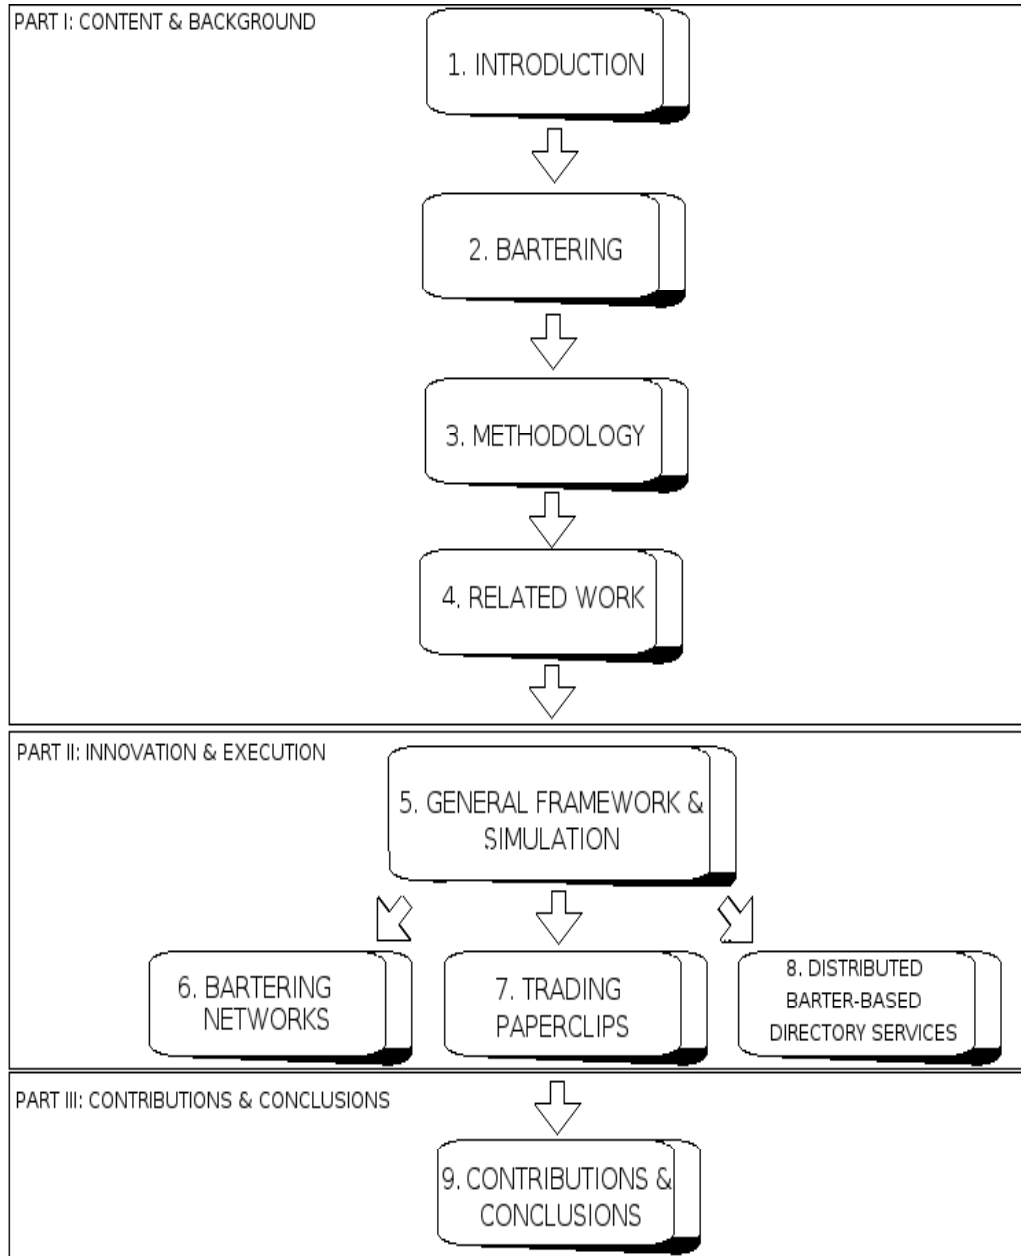 PART I: CONTENT & BACKGROUND
1. INTRODUCTION
2. BARTERING
3. METHODOLOGY
4. RELATED WORK
PART II: INNOVATION & EXECUTION
5. GENERAL FRAMEWORK &
SIMULATION
6. BARTERING
NETWORKS
7. TRADING
PAPERCLIPS
8. DISTRIBUTED
BARTER-BASED
DIRECTORY SERVICES
PART III: CONTRIBUTIONS & CONCLUSIONS
9. CONTRIBUTIONS &
CONCLUSIONS